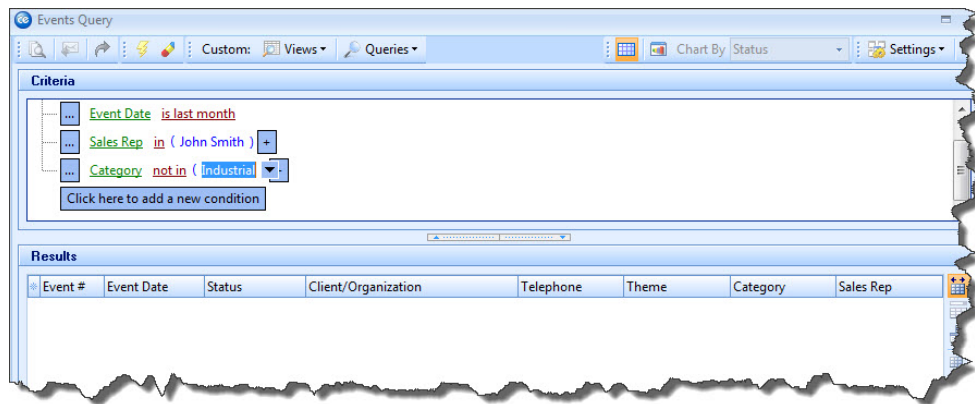 ce Events Query
Custom: Views Queries Chart By Status Settings
Criteria
... Event Date is last month
... Sales Rep in ( John Smith ) +
... Category not in ( Industrial
Click here to add a new condition
Results
Event # Event Date Status Client/Organization Telephone Theme Category Sales Rep